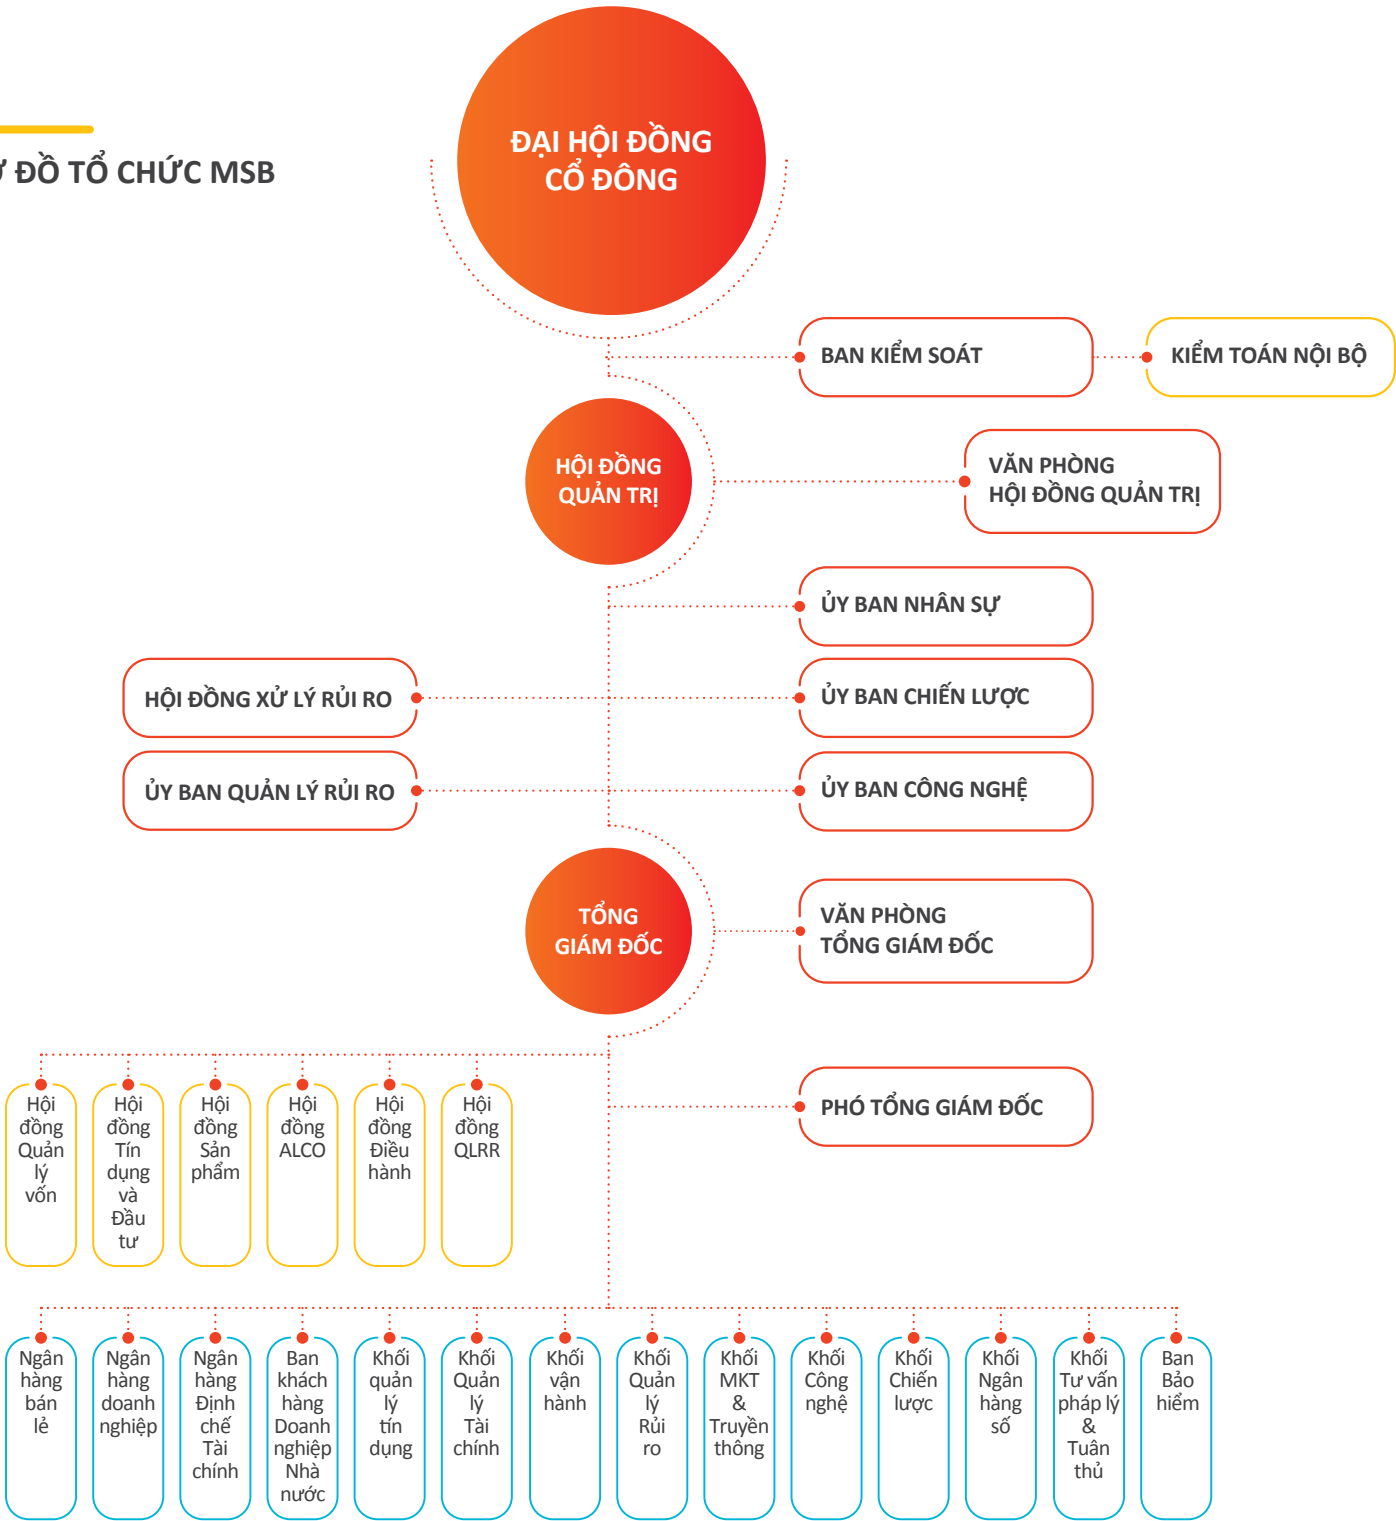 ĐỒ TỔ CHỨC MSB
ĐẠI HỘI ĐỒNG
CỔ ĐÔNG
BAN KIỂM SOÁT
KIỂM TOÁN NỘI BỘ
HỘI ĐỒNG
QUẢN TRỊ
VĂN PHÒNG
HỘI ĐỒNG QUẢN TRỊ
ỦY BAN NHÂN SỰ
HỘI ĐỒNG XỬ LÝ RỦI RO
ỦY BAN CHIẾN LƯỢC
ỦY BAN QUẢN LÝ RỦI RO
ỦY BAN CÔNG NGHỆ
TỔNG
GIÁM ĐỐC
VĂN PHÒNG
TỔNG GIÁM ĐỐC
PHÓ TỔNG GIÁM ĐỐC
Hội
đồng
Quản
lý
vốn
Hội
đồng
Tín
dụng
và
Đầu
tư
Hội
đồng
Sản
phẩm
Hội
đồng
ALCO
Hội
đồng
Điều
hành
Hội
đồng
QLRR
Ngân
hàng
bán
lẻ
Ngân
hàng
doanh
nghiệp
Ngân
hàng
Định
chế
Tài
chính
Ban
khách
hàng
Doanh
nghiệp
Nhà
nước
Khối
quản
lý
tín
dụng
Khối
Quản
lý
Tài
chính
Khối
vận
hành
Khối
Quản
lý
Rủi
ro
Khối
MKT
&
Truyền
thông
Khối
Công
nghệ
Khối
Chiến
lược
Khối
Ngân
hàng
số
Khối
Tư vấn
pháp lý
&
Tuân
thủ
Ban
Bảo
hiểm